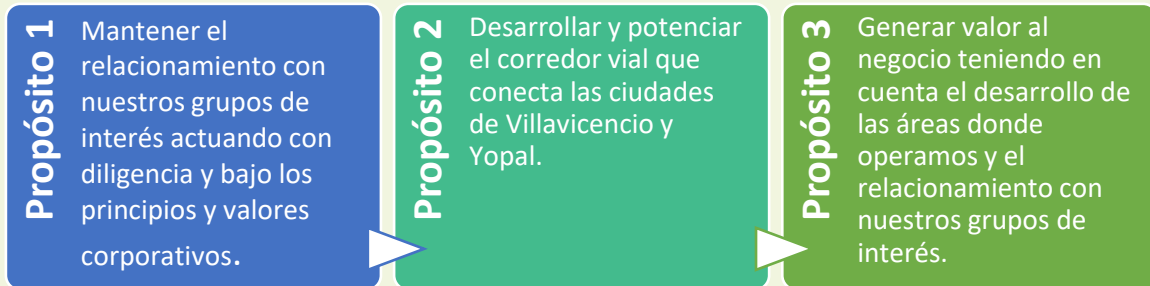 Propósito 1
Mantener el
relacionamiento con
nuestros grupos de
interés actuando con
diligencia y bajo los
principios y valores
corporativos.
Propósito 2
Desarrollar y potenciar
el corredor vial que
conecta las ciudades
de Villavicencio y
Yopal.
Propósito 3
Generar valor al
negocio teniendo en
cuenta el desarrollo de
las áreas donde
operamos y el
relacionamiento con
nuestros grupos de
interés.